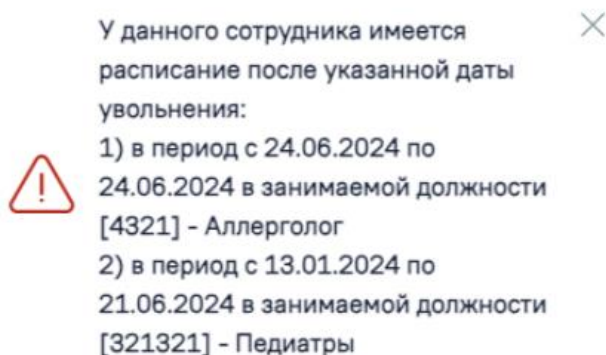 У данного сотрудника имеется
расписание после указанной даты
увольнения:
1) в период с 24.06.2024 по
24.06.2024 в занимаемой должности
[4321] - Аллерголог
2) в период с 13.01.2024 по
21.06.2024 в занимаемой должности
[321321] - Педиатры